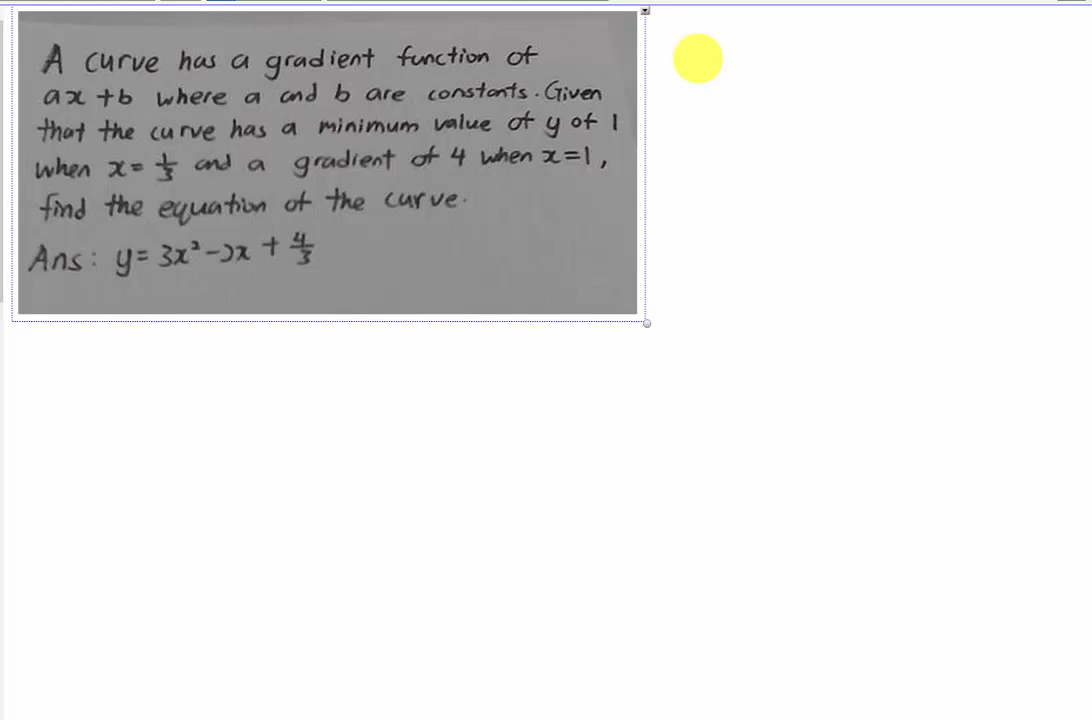 A curve has a gradient function of
ax + b where a and b are constants. Given
that the curve has a minimum value of y of 1
when x = 1/3 and a gradient of 4 when x = 1,
find the equation of the curve.
Ans: y = 3x² - 2x + 4/3